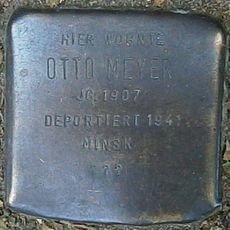 HIER WOHNTE
OTTO MEYER
JG. 1907
DEPORTIERT 1941
MINSK
???